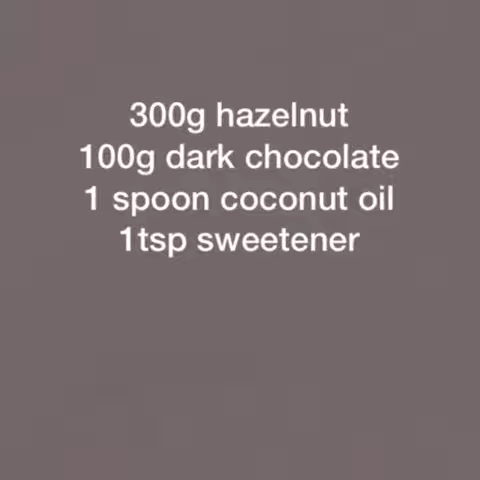 300g hazelnut
100g dark chocolate
1 spoon coconut oil
1tsp sweetener